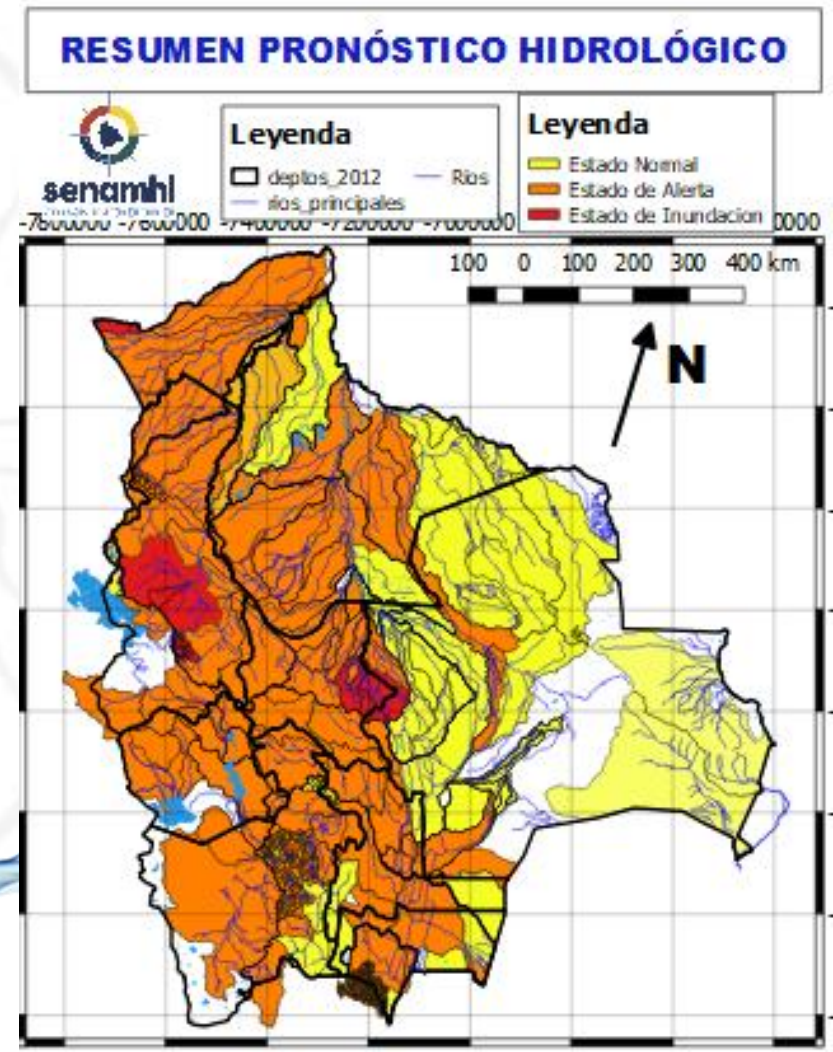 RESUMEN PRONÓSTICO HIDROLÓGICO
senamhi
Leyenda
deptos_2012
Rios
rios_principales
Leyenda
Estado Normal
Estado de Alerta
Estado de Inundacion
-7400000
100 0 100 200 300 400 km
N